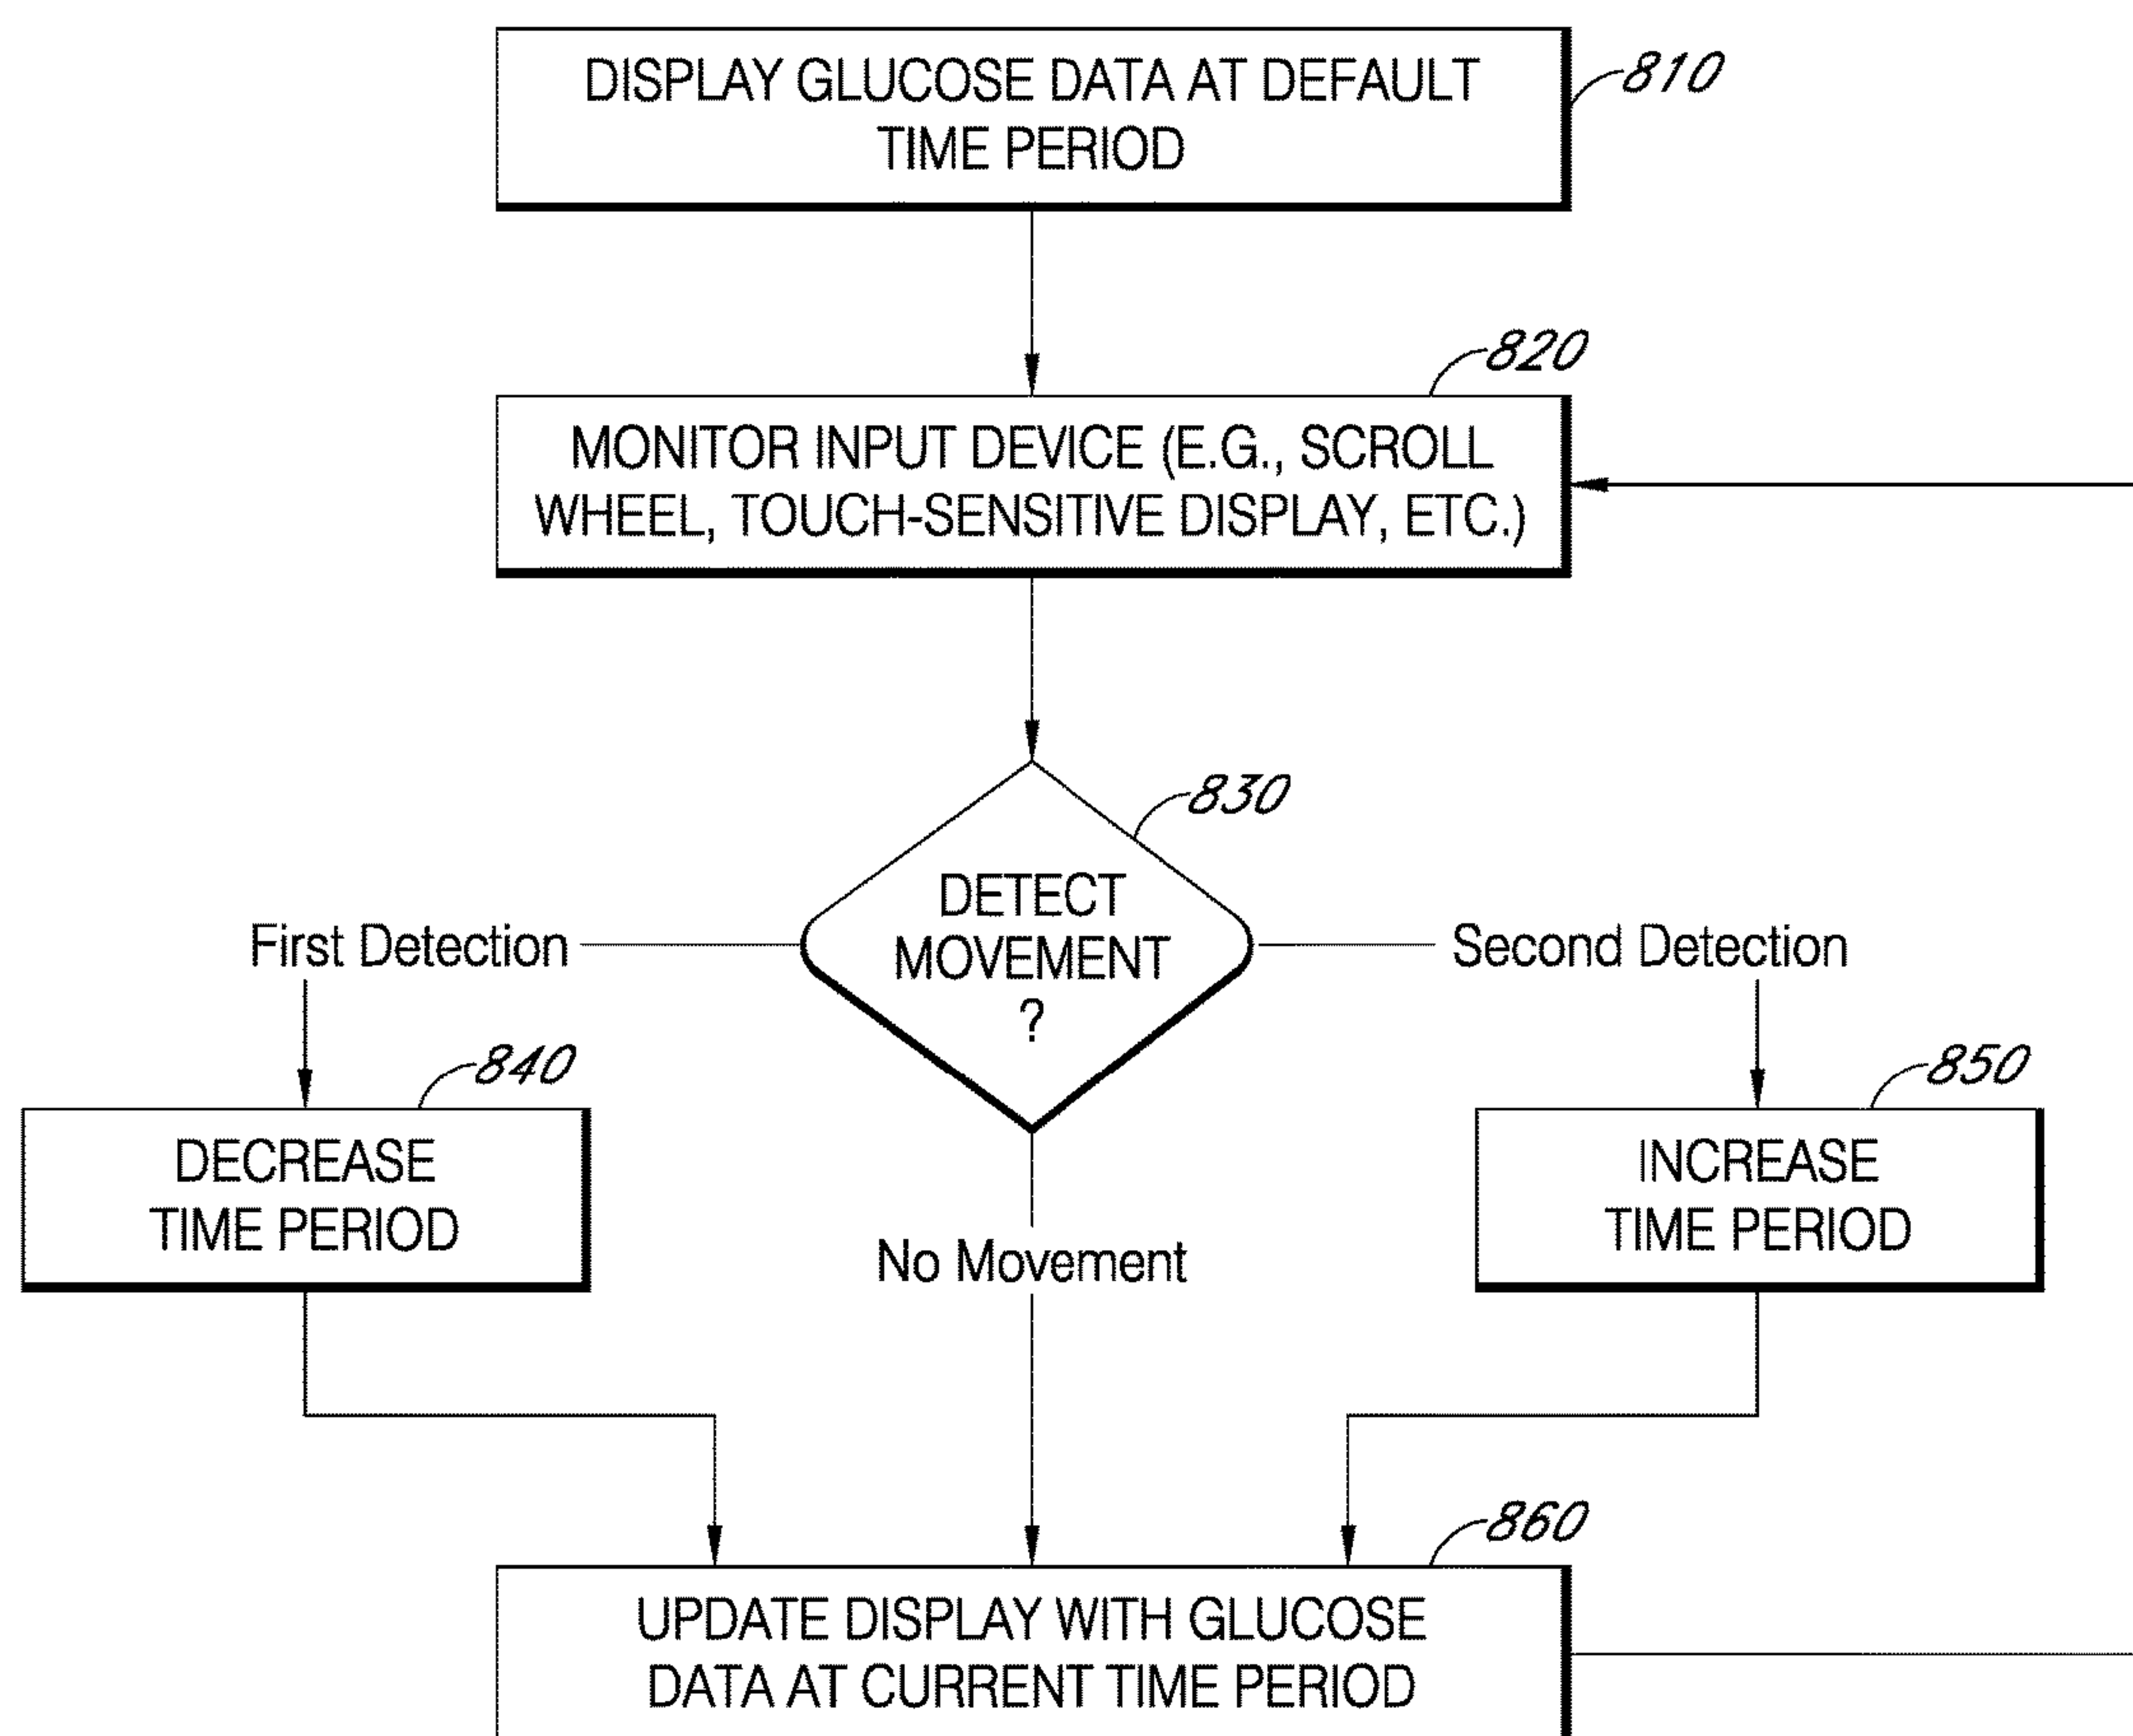 DISPLAY GLUCOSE DATA AT DEFAULT
TIME PERIOD
810
820
MONITOR INPUT DEVICE (E.G., SCROLL
WHEEL, TOUCH-SENSITIVE DISPLAY, ETC.)
830
DETECT
MOVEMENT
?
First Detection
Second Detection
840
850
DECREASE
TIME PERIOD
INCREASE
TIME PERIOD
No Movement
860
UPDATE DISPLAY WITH GLUCOSE
DATA AT CURRENT TIME PERIOD